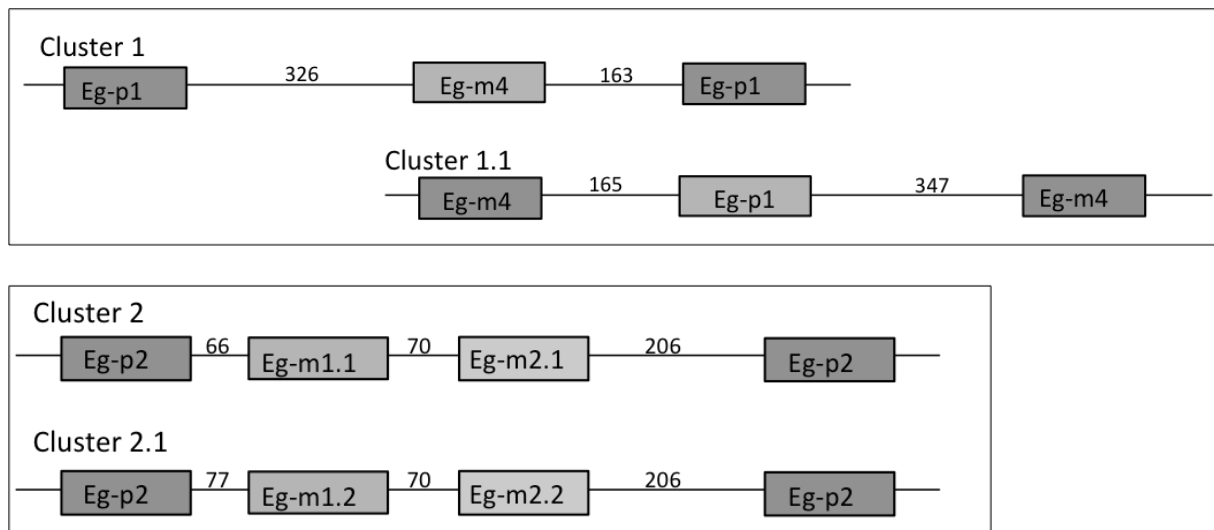 Cluster 1
Eg-p1 326 Eg-m4 163 Eg-p1
Cluster 1.1
Eg-m4 165 Eg-p1 347 Eg-m4
Cluster 2
Eg-p2 66 Eg-m1.1 70 Eg-m2.1 206 Eg-p2
Cluster 2.1
Eg-p2 77 Eg-m1.2 70 Eg-m2.2 206 Eg-p2